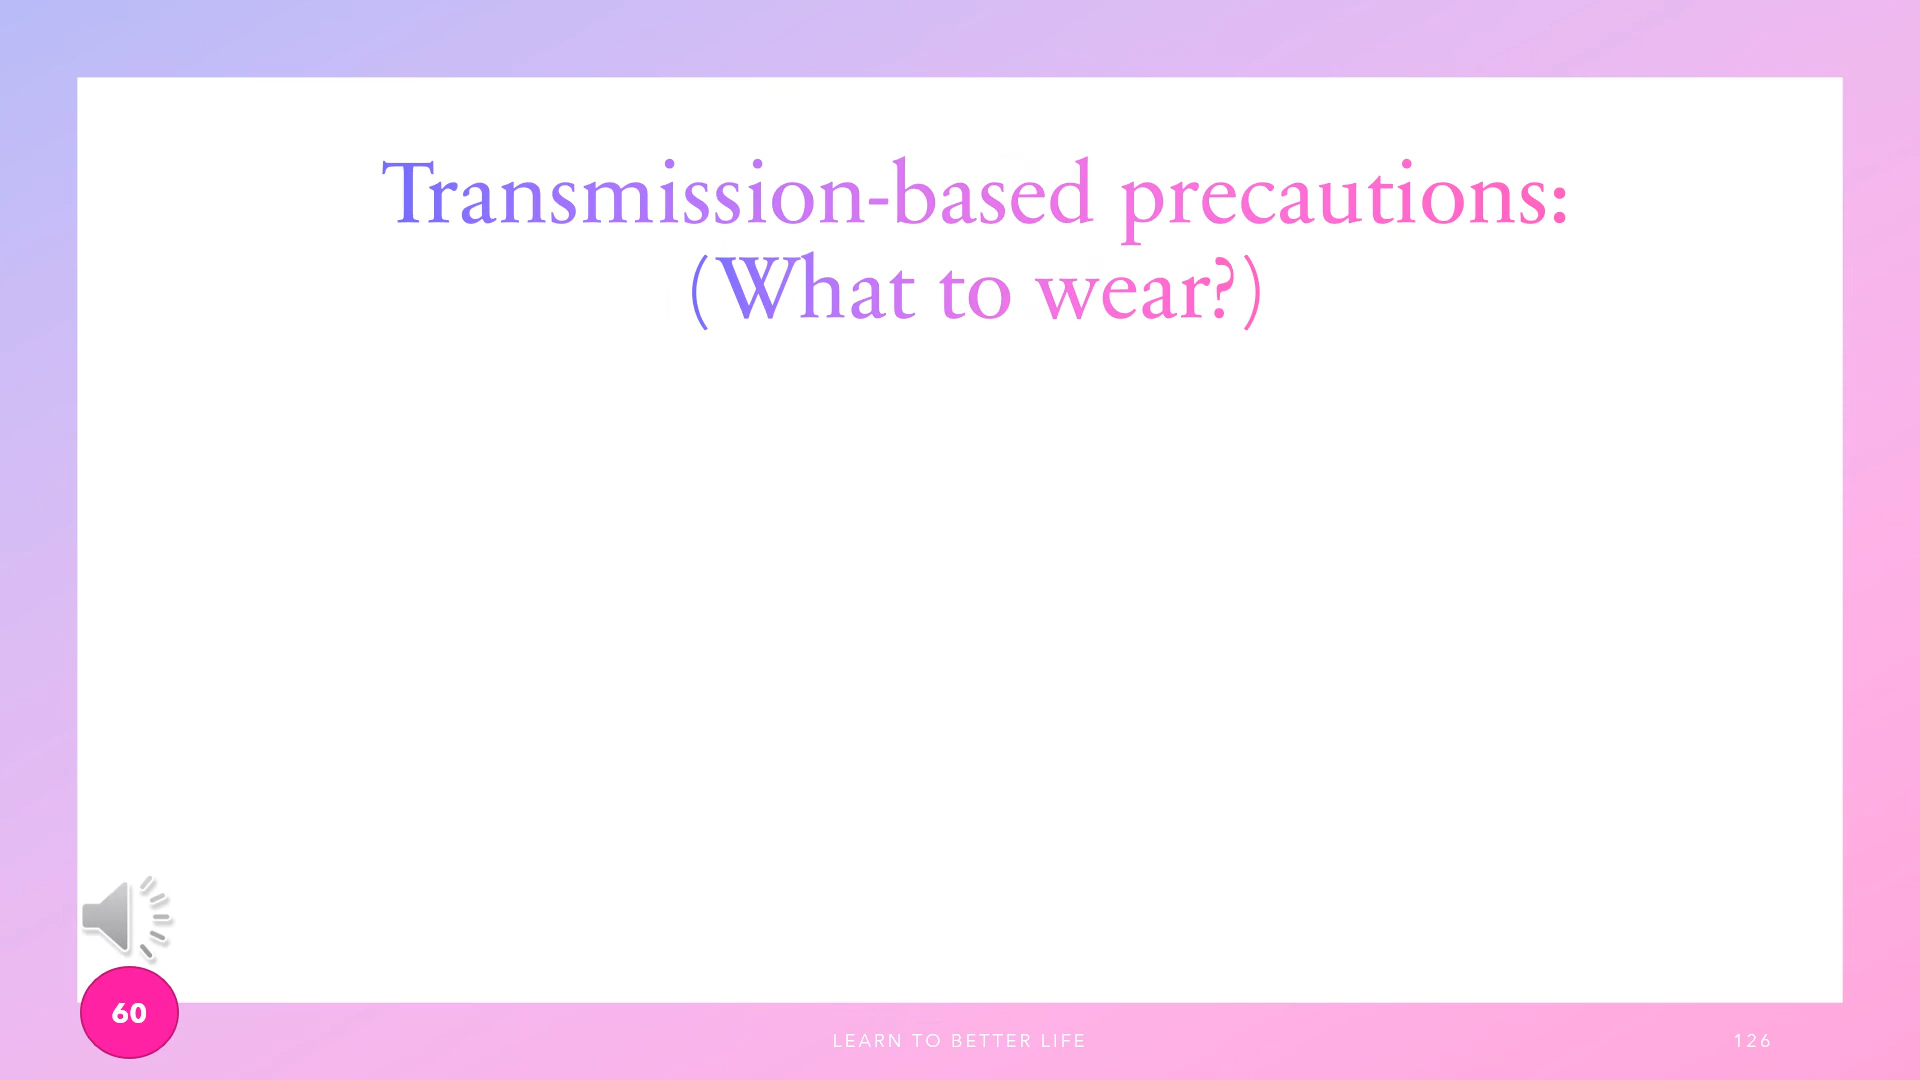 Transmission-based precautions:
(What to wear?)
60
LEARN TO BETTER LIFE
126